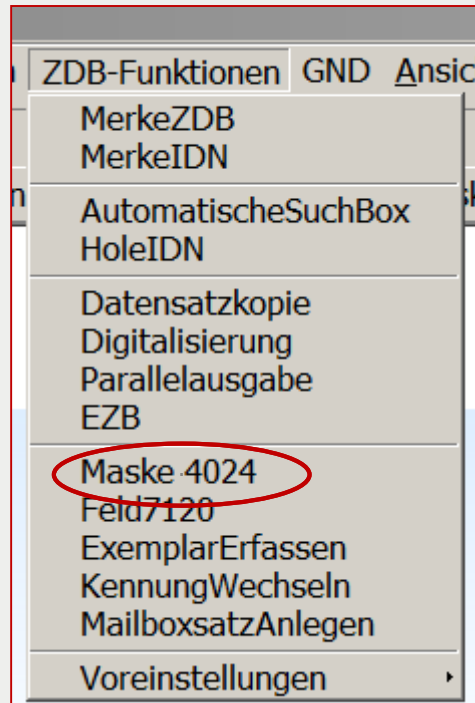 ZDB-Funktionen GND Ansic
MerkeZDB
MerkeIDN
AutomatischeSuchBox
HoleIDN
Datensatzkopie
Digitalisierung
Parallelausgabe
EZB
Maske 4024
Feld7120
ExemplarErfassen
KennungWechseln
MailboxsatzAnlegen
Voreinstellungen